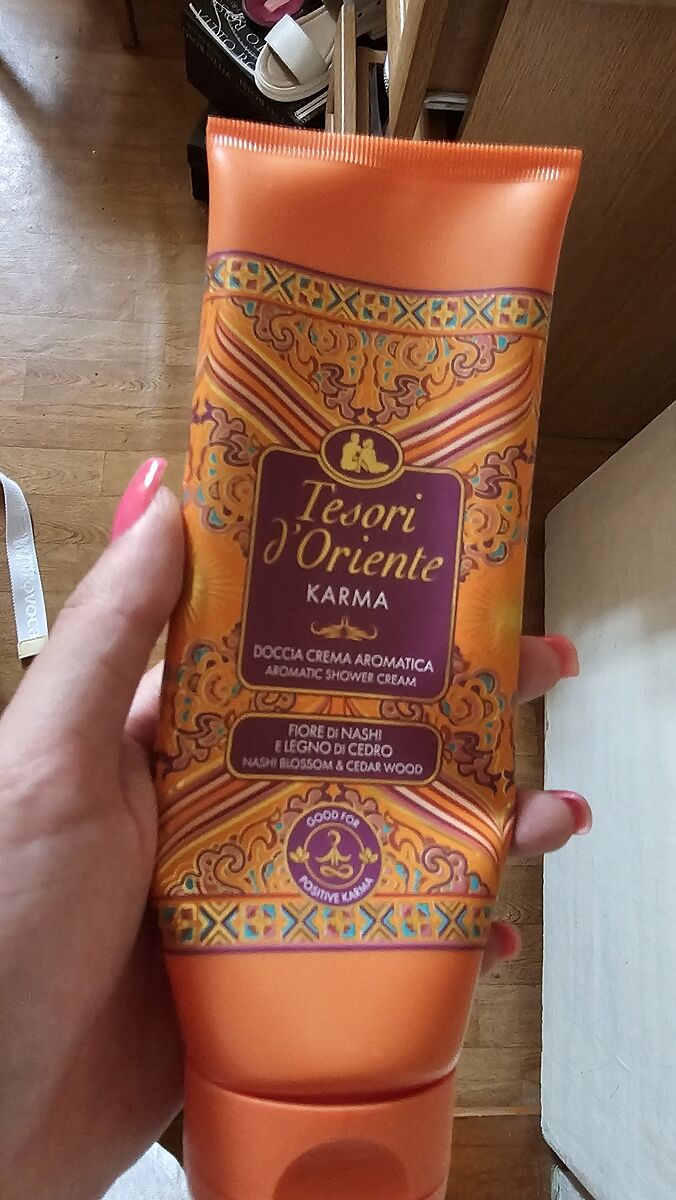 Tesori
d'Oriente
KARMA
DOCCIA CREMA AROMATICA
AROMATIC SHOWER CREAM
FIORE DI NASHI
E LEGNO DI CEDRO
NASHI BLOSSOM & CEDAR WOOD
GOOD FOR
POSITIVE KARMA